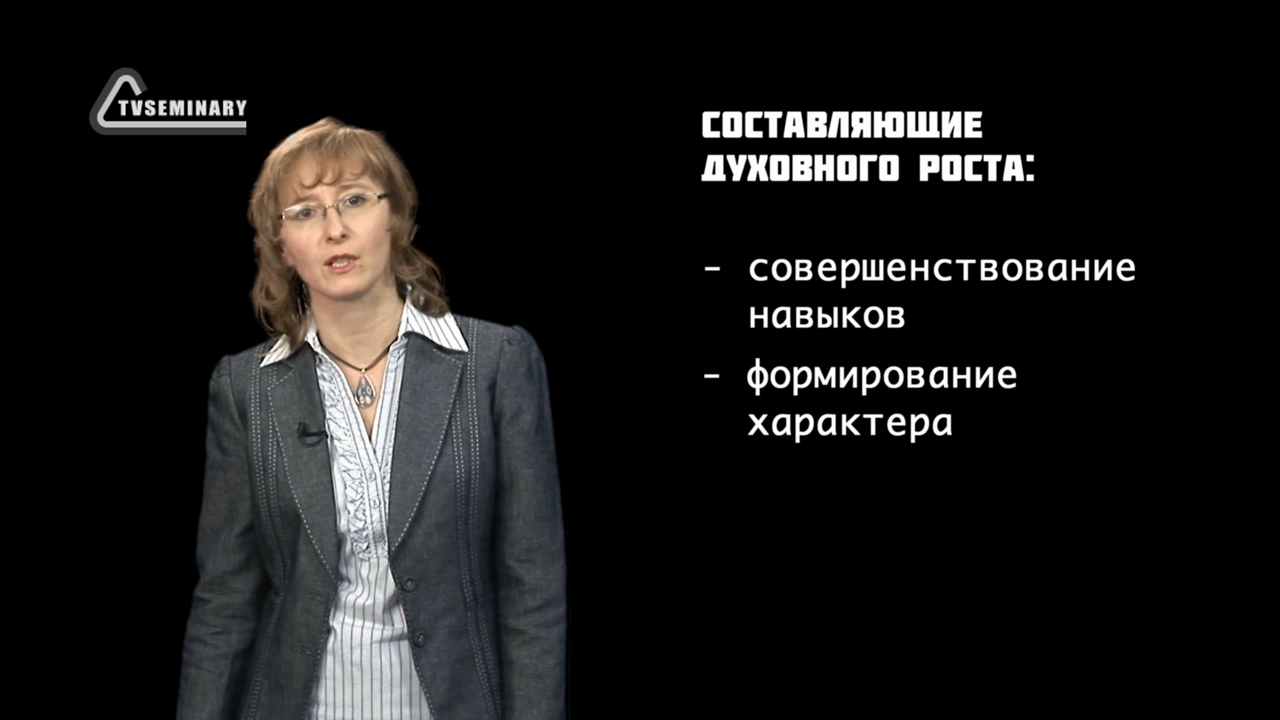 TVSEMINARY
СОСТАВЛЯЮЩИЕ
ДУХОВНОГО РОСТА:
- совершенствование
навыков
- формирование
характера